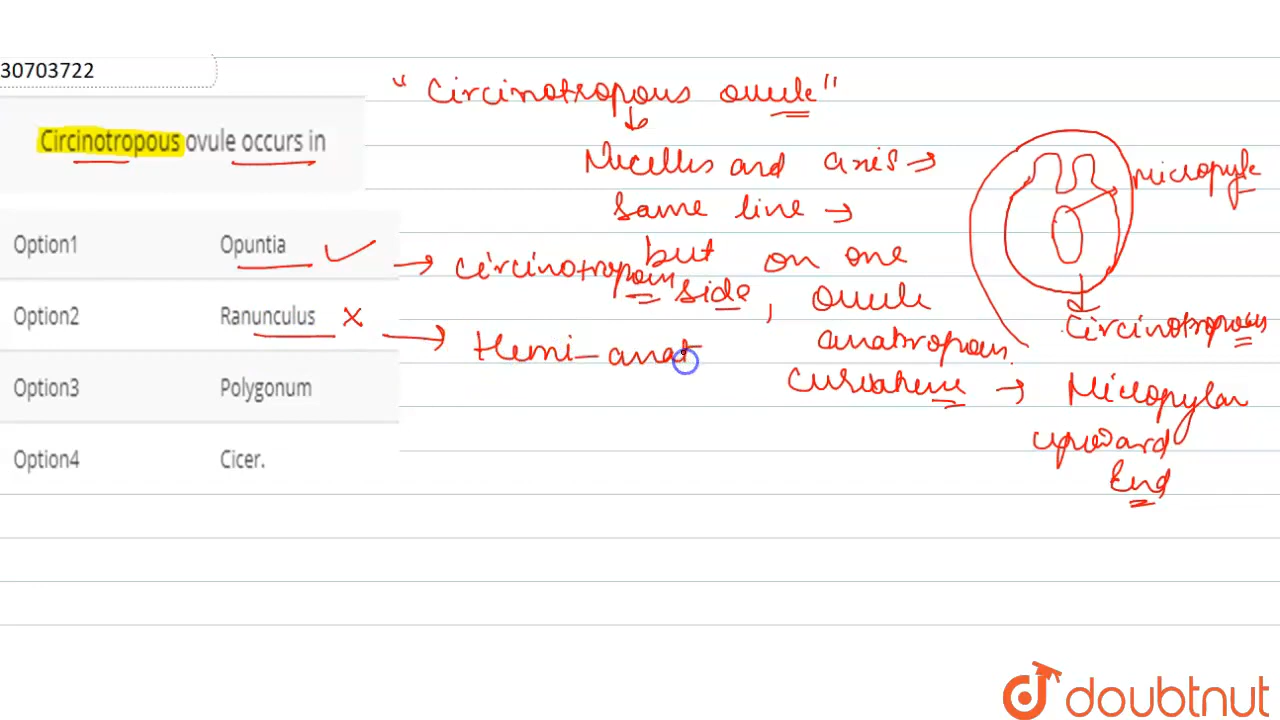 30703722
Circinotropous ovule occurs in
Option1 Opuntia
Option2 Ranunculus
Option3 Polygonum
Option4 Cicer.
"Circinotropous ovule"
Nucellus and axis →
same line →
but on one
side, ovule
anatropous
curvature → Micropylar
upward
End
→ circinotropous
→ Hemi-anat
micropyle
Circinotropous
doubtnut